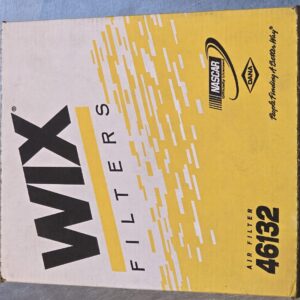 WIX®
FILTERS
NASCAR
DANA
People Finding A Better Way®
AIR FILTER
46132